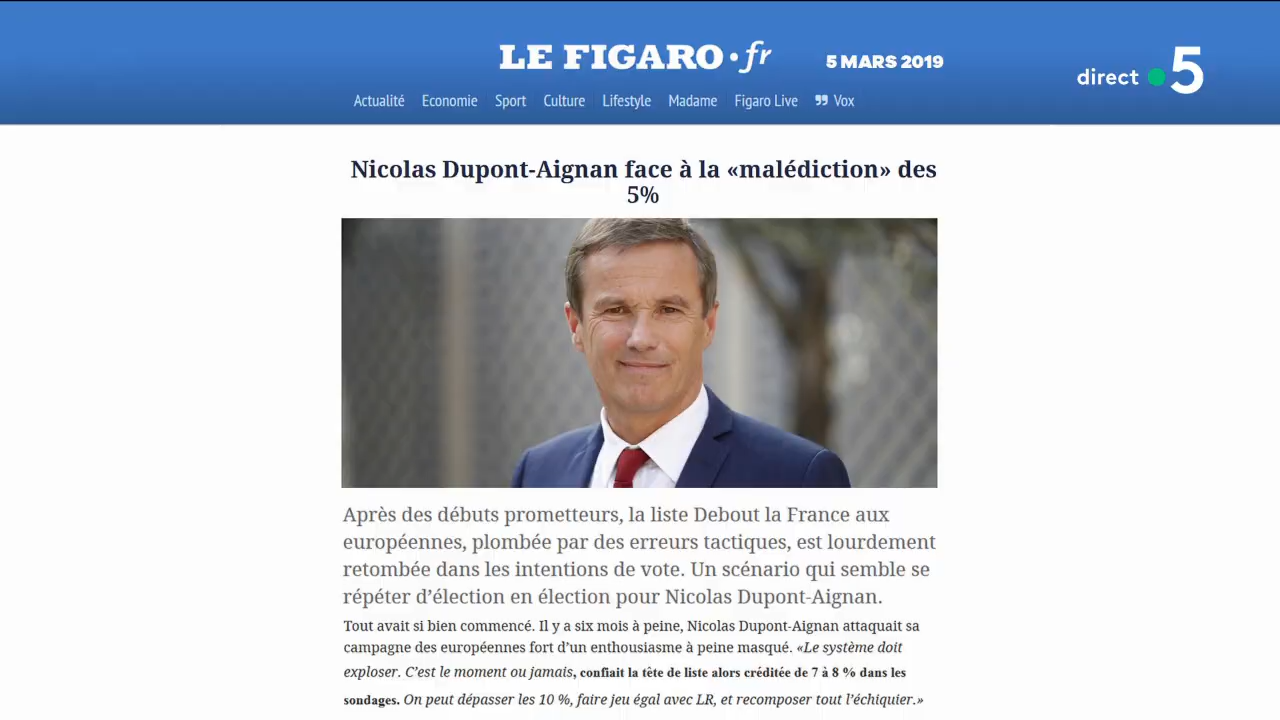 LE FIGARO·fr
5 MARS 2019
direct 5
Actualité Economie Sport Culture Lifestyle Madame Figaro Live Vox
Nicolas Dupont-Aignan face à la «malédiction» des
5%
Après des débuts prometteurs, la liste Debout la France aux
européennes, plombée par des erreurs tactiques, est lourdement
retombée dans les intentions de vote. Un scénario qui semble se
répéter d’élection en élection pour Nicolas Dupont-Aignan.
Tout avait si bien commencé. Il y a six mois à peine, Nicolas Dupont-Aignan attaquait sa
campagne des européennes fort d’un enthousiasme à peine masqué. «Le système doit
exploser. C’est le moment ou jamais, confiait la tête de liste alors créditée de 7 à 8 % dans les
sondages. On peut dépasser les 10 %, faire jeu égal avec LR, et recomposer tout l’échiquier.»